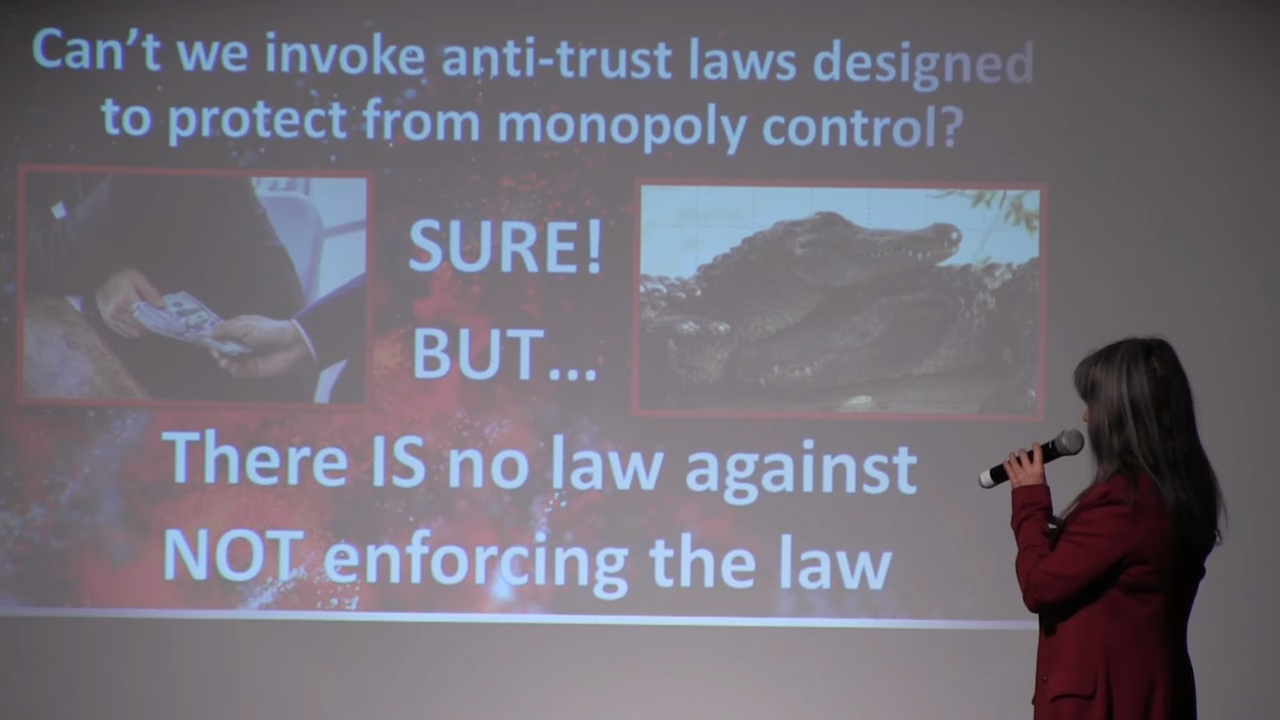 Can't we invoke anti-trust laws designed
to protect from monopoly control?
SURE!
BUT...
There IS no law against
NOT enforcing the law